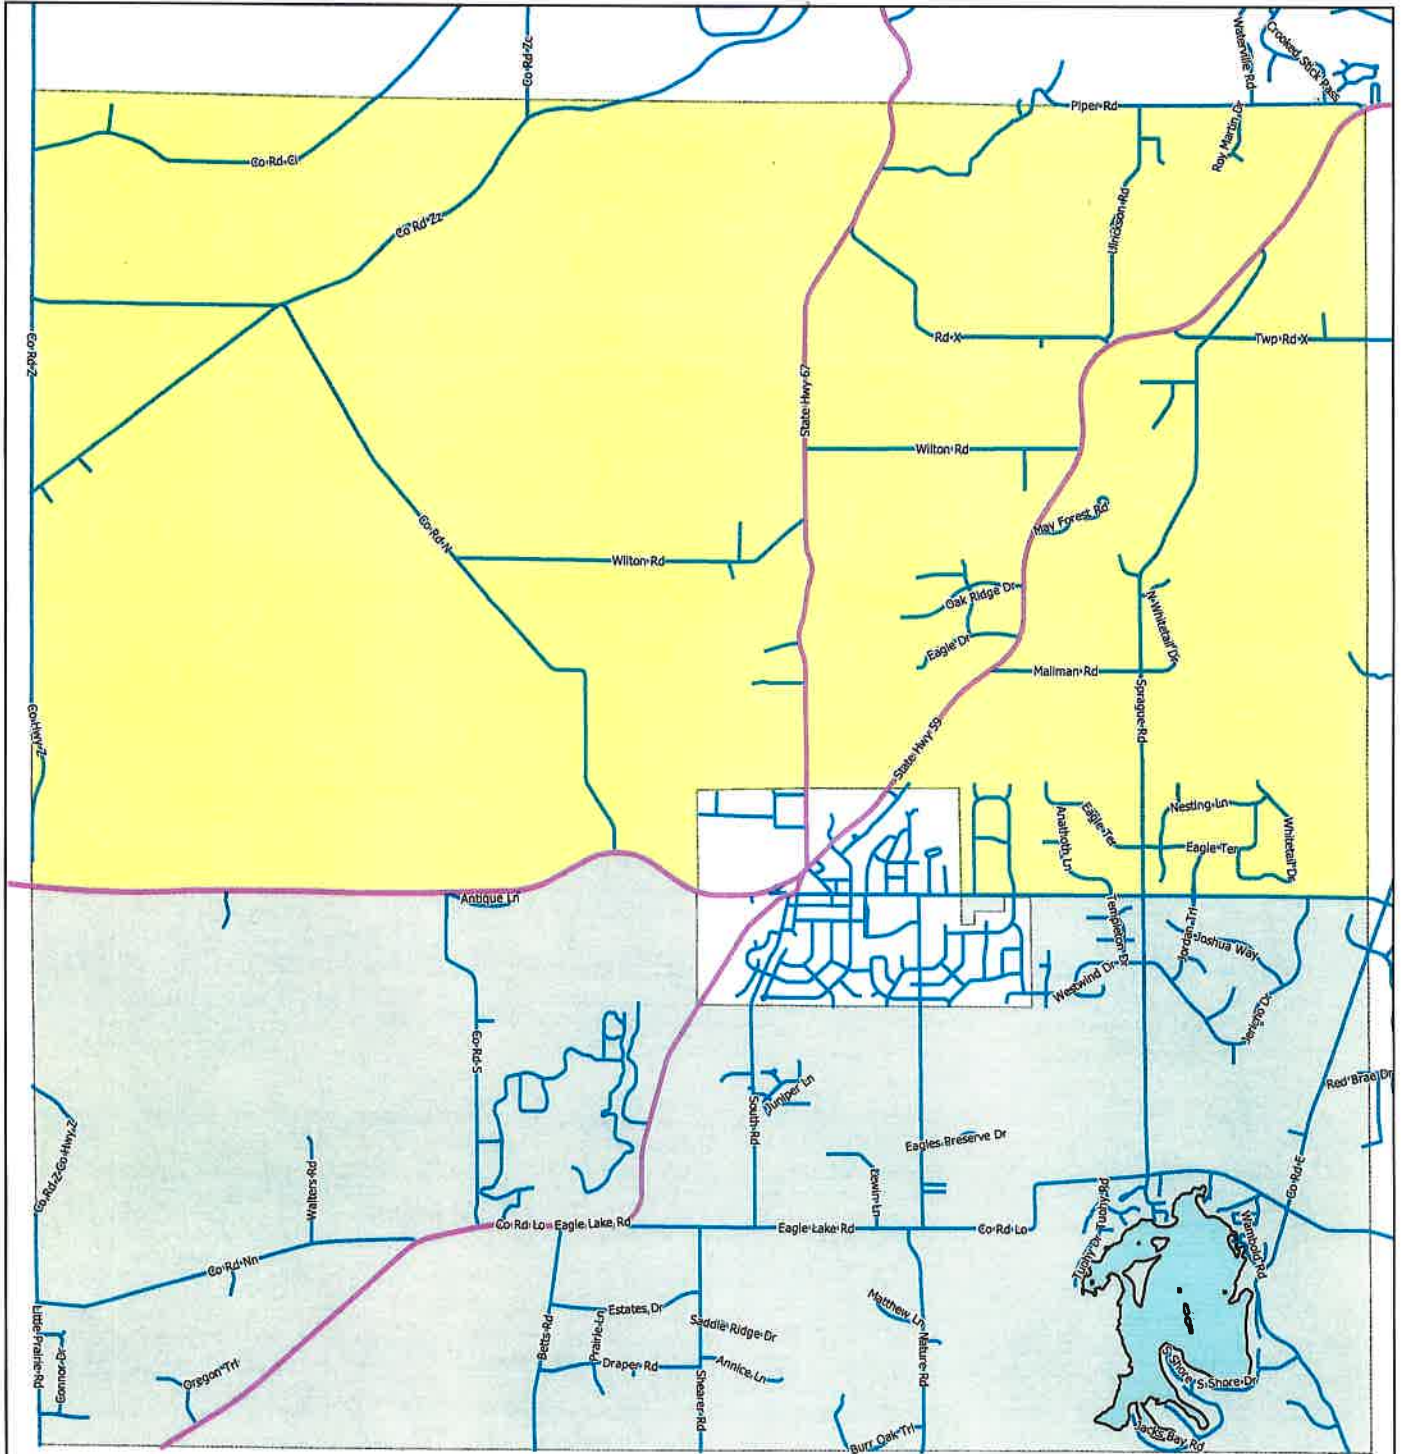 Co Rd Zc
Waterville Rd
Crooked Stick Pass
Piper Rd
Roy Martin Dr
Co Rd Ci
Ulrickson Rd
Co Rd Zz
Co Rd Z
Rd X
Twp Rd X
State Hwy 67
Wilton Rd
May Forest Rd
Co Rd N
Wilton Rd
Oak Ridge Dr
N Whitetail Dr
Eagle Dr
Maliman Rd
Sprague Rd
Co Hwy Z
State Hwy 59
Nesting Ln
Eagle Ter
Anathoth Ln
Whitetail Dr
Eagle Ter
Antique Ln
Templeton Dr
Jordan Trl
Joshua Way
Westwind Dr
Jericho Dr
Co Rd S
Red Brae Dr
Juniper Ln
South Rd
Eagles Preserve Dr
Co Rd Z Co Hwy Z
Walters Rd
Lewin Ln
Co Rd E
Tuohy Dr Tuohy Rd
Wambold Rd
Co Rd Lo Eagle Lake Rd
Eagle Lake Rd
Co Rd Lo
Co Rd Nn
Matthew Ln
Estates Dr
Saddle Ridge Dr
Little Prairie Rd
Connor Dr
Betts Rd
Prairie Ln
Draper Rd
Annice Ln
Nature Rd
Oregon Trl
Shearer Rd
S Shore
S Shore Dr
Jacks Bay Rd
Burr Oak Trl